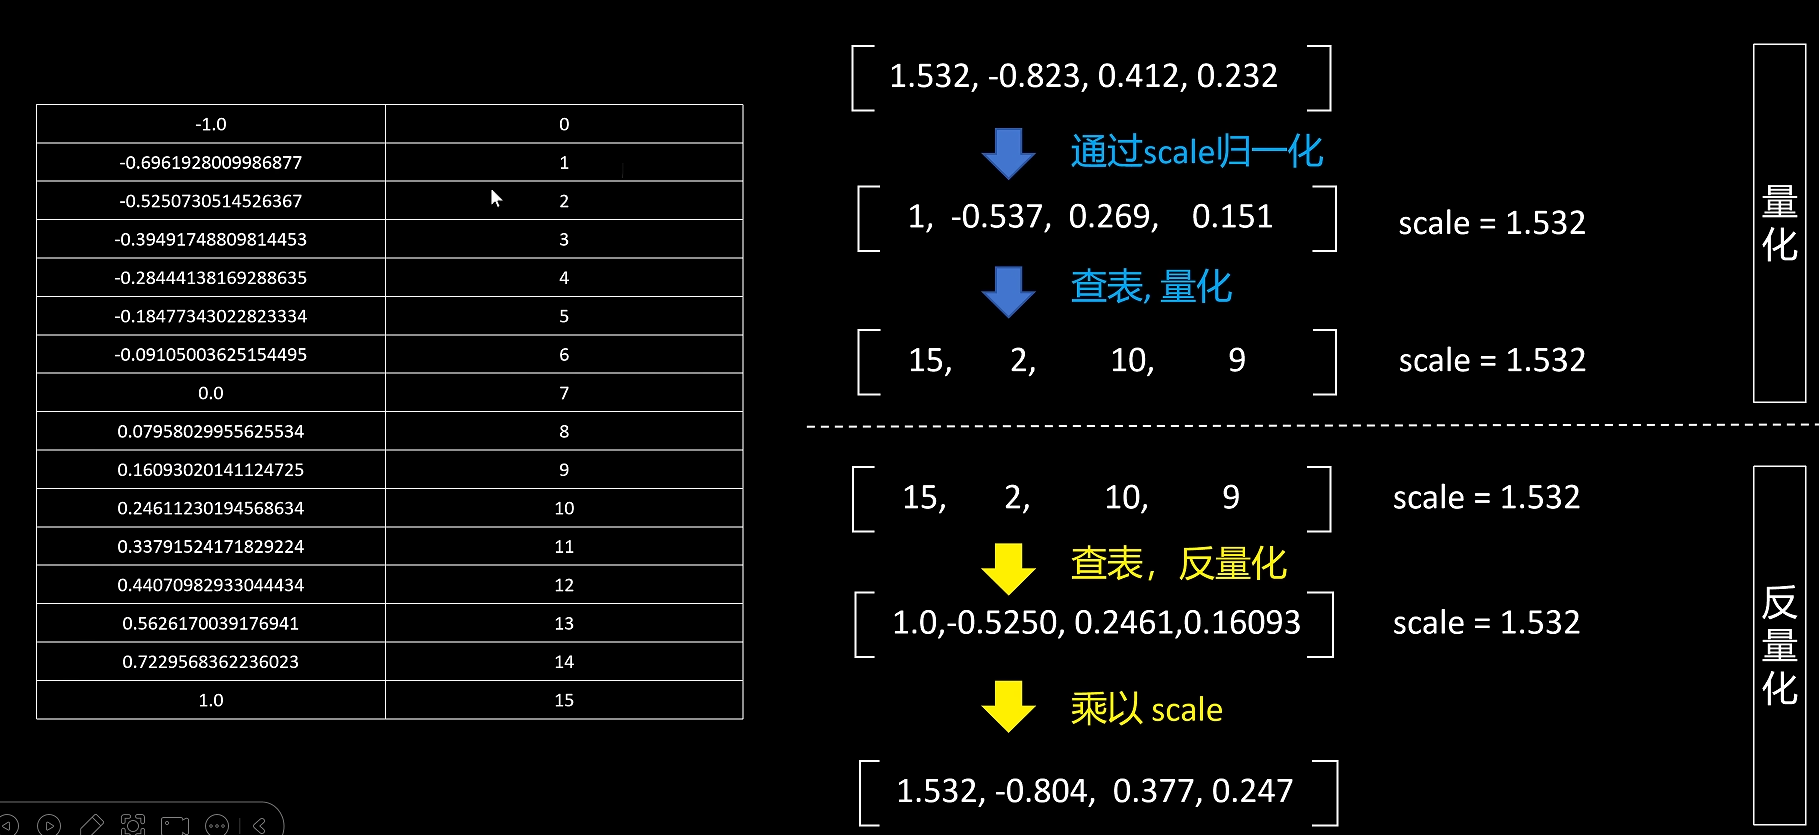 -1.0 0
-0.6961928009986877 1
-0.5250730514526367 2
-0.39491748809814453 3
-0.28444138169288635 4
-0.18477343022823334 5
-0.09105003625154495 6
0.0 7
0.07958029955625534 8
0.16093020141124725 9
0.24611230194568634 10
0.33791524171829224 11
0.44070982933044434 12
0.5626170039176941 13
0.7229568362236023 14
1.0 15
1.532, -0.823, 0.412, 0.232
通过scale归一化
1, -0.537, 0.269, 0.151 scale = 1.532
查表, 量化
15, 2, 10, 9 scale = 1.532
量化
15, 2, 10, 9 scale = 1.532
查表，反量化
1.0,-0.5250, 0.2461,0.16093 scale = 1.532
乘以 scale
1.532, -0.804, 0.377, 0.247
反量化